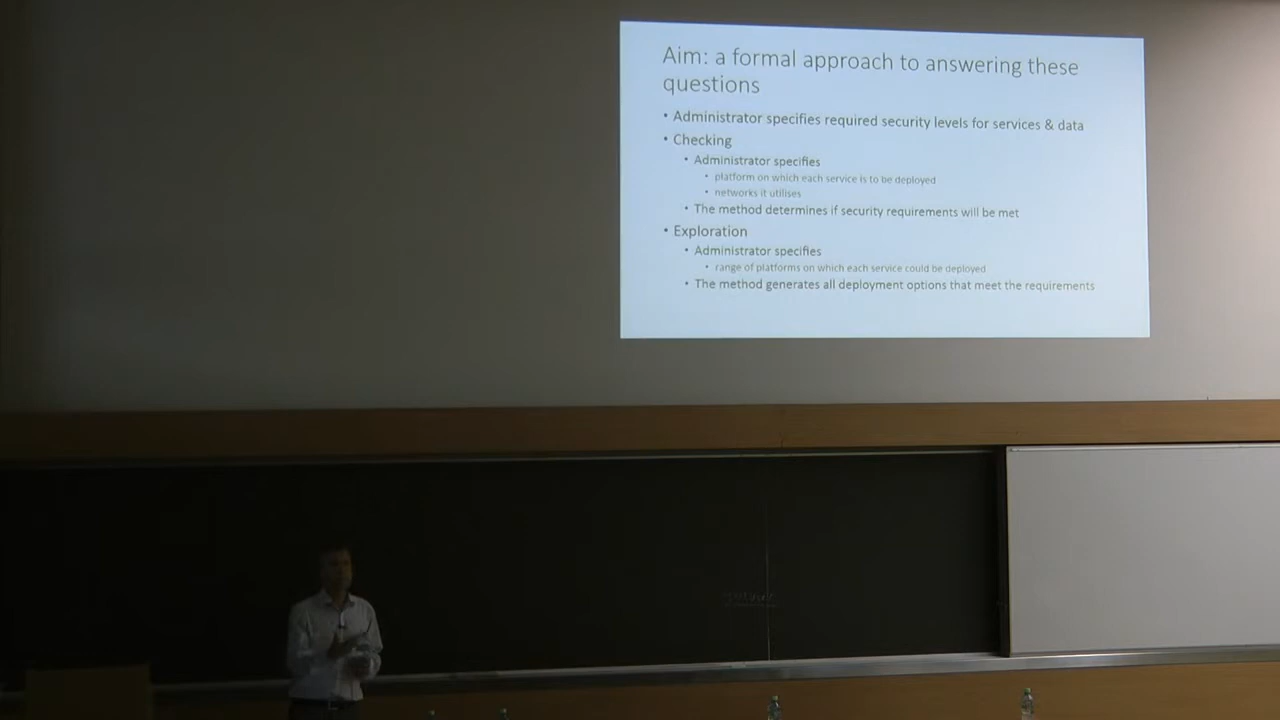 Aim: a formal approach to answering these
questions
• Administrator specifies required security levels for services & data
• Checking
• Administrator specifies
• platform on which each service is to be deployed
• networks it utilises
• The method determines if security requirements will be met
• Exploration
• Administrator specifies
• range of platforms on which each service could be deployed
• The method generates all deployment options that meet the requirements